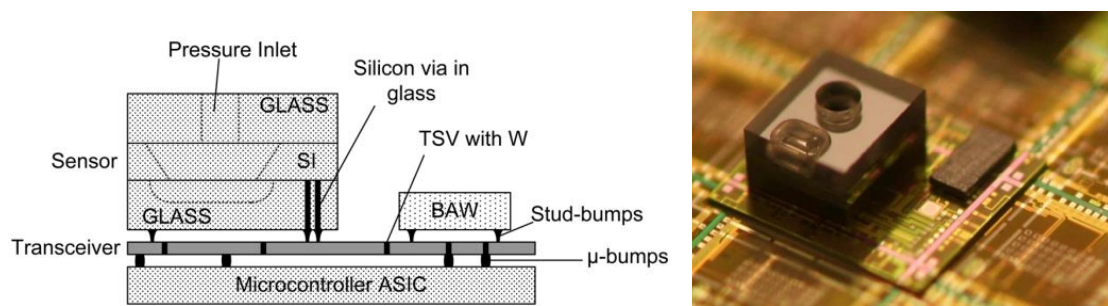 Pressure Inlet
Silicon via in
glass
GLASS
TSV with W
Sensor
SI
GLASS
BAW
Stud-bumps
Transceiver
µ-bumps
Microcontroller ASIC